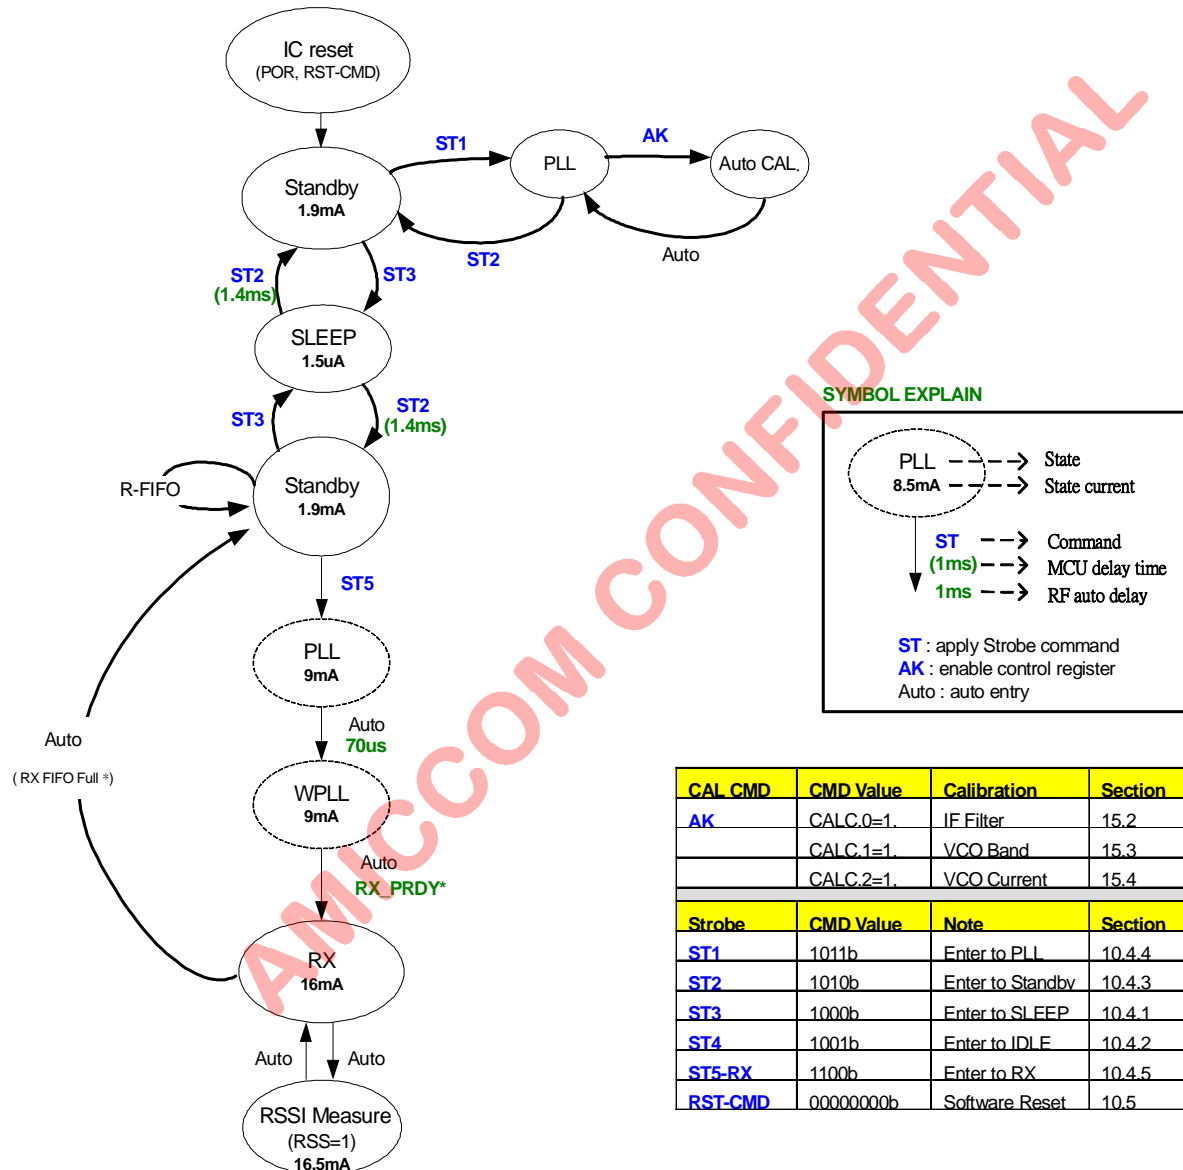 IC reset
(POR, RST-CMD)
ST1
PLL
AK
Auto CAL.
Standby
1.9mA
ST2
Auto
ST2
(1.4ms)
ST3
SLEEP
1.5uA
ST3
ST2
(1.4ms)
R-FIFO
Standby
1.9mA
ST5
PLL
9mA
Auto
70us
WPLL
9mA
Auto
RX_PRDY*
Auto
( RX FIFO Full *)
RX
16mA
Auto
Auto
RSSI Measure
(RSS=1)
16.5mA
SYMBOL EXPLAIN
PLL State
8.5mA State current
ST Command
(1ms) MCU delay time
1ms RF auto delay
ST : apply Strobe command
AK : enable control register
Auto : auto entry
CAL CMD CMD Value Calibration Section
AK CALC.0=1. IF Filter 15.2
CALC.1=1. VCO Band 15.3
CALC.2=1. VCO Current 15.4
Strobe CMD Value Note Section
ST1 1011b Enter to PLL 10.4.4
ST2 1010b Enter to Standby 10.4.3
ST3 1000b Enter to SLEEP 10.4.1
ST4 1001b Enter to IDLE 10.4.2
ST5-RX 1100b Enter to RX 10.4.5
RST-CMD 00000000b Software Reset 10.5
AMICCOM CONFIDENTIAL